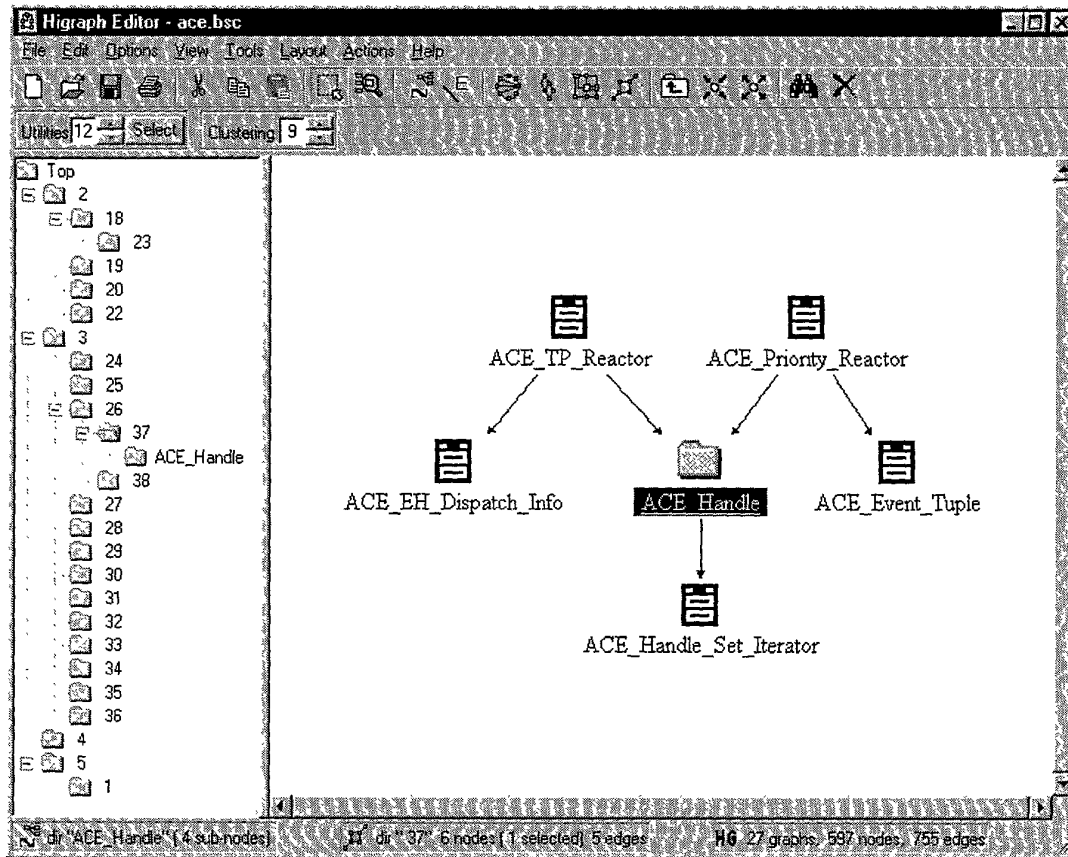 Higraph Editor - ace.bsc
File Edit Options View Tools Layout Actions Help
Utilities 12 Select Clustering 9
Top
2
18
23
19
20
22
3
24
25
26
37
ACE_Handle
38
27
28
29
30
31
32
33
34
35
36
4
5
1
ACE_TP_Reactor ACE_Priority_Reactor
ACE_EH_Dispatch_Info ACE_Handle ACE_Event_Tuple
ACE_Handle_Set_Iterator
dir "ACE_Handle" ( 4 sub-nodes) dir "37" 6 nodes ( 1 selected) 5 edges HG 27 graphs, 597 nodes, 755 edges